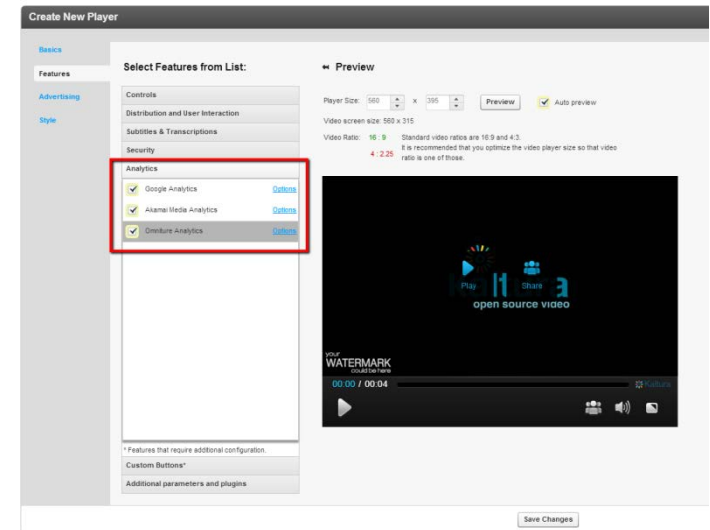 Create New Player
Basics
Features
Advertising
Style
Select Features from List:
Controls
Distribution and User Interaction
Subtitles & Transcriptions
Security
Analytics
Google Analytics Options
Akamai Media Analytics Options
Omniture Analytics Options
* Features that require additional configuration.
Custom Buttons*
Additional parameters and plugins
Preview
Player Size: 560 x 395 Preview Auto preview
Video screen size: 560 x 315
Video Ratio: 16 : 9 Standard video ratios are 16:9 and 4:3.
4 : 2.25 It is recommended that you optimize the video player size so that video
ratio is one of those.
Play Share
open source video
your
WATERMARK
could be here
00:00 / 00:04
Kaltura
Save Changes